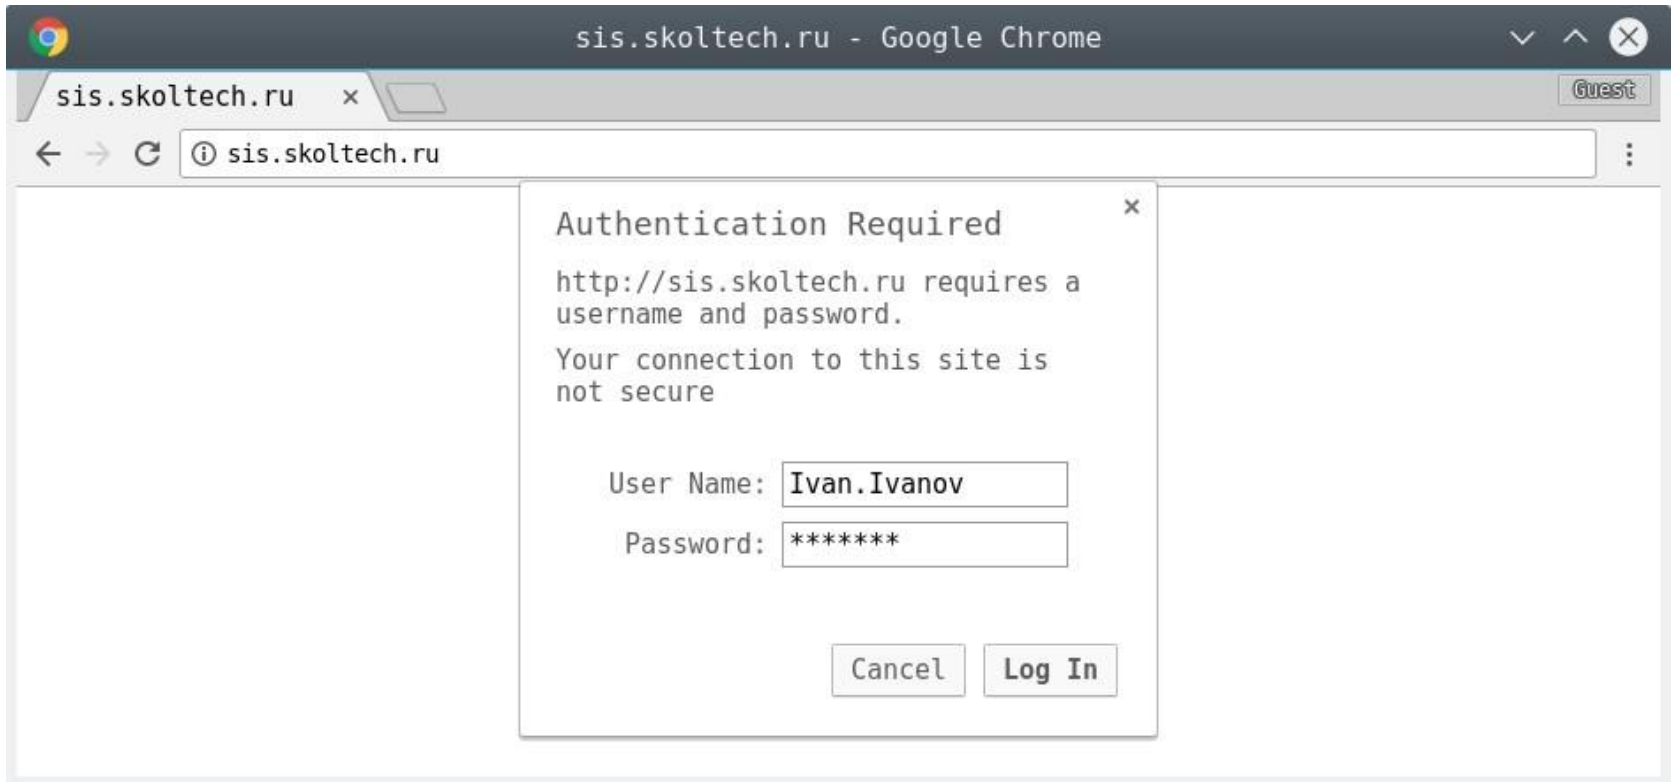 sis.skoltech.ru - Google Chrome
sis.skoltech.ru
Guest
sis.skoltech.ru
Authentication Required
http://sis.skoltech.ru requires a
username and password.
Your connection to this site is
not secure
User Name: Ivan.Ivanov
Password: *******
Cancel Log In